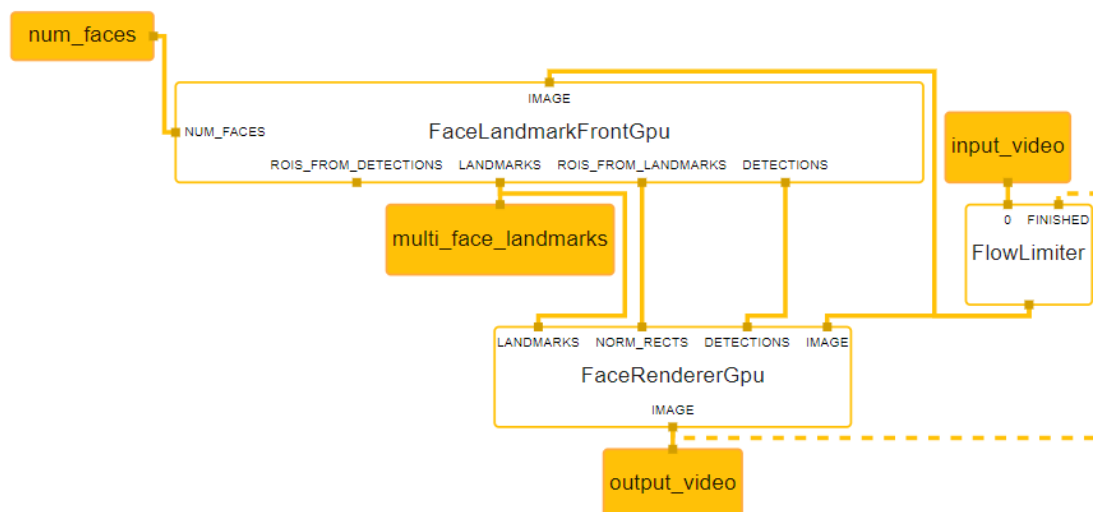 num_faces
IMAGE
NUM_FACES
FaceLandmarkFrontGpu
ROIS_FROM_DETECTIONS LANDMARKS ROIS_FROM_LANDMARKS DETECTIONS
input_video
0 FINISHED
FlowLimiter
multi_face_landmarks
LANDMARKS NORM_RECTS DETECTIONS IMAGE
FaceRendererGpu
IMAGE
output_video